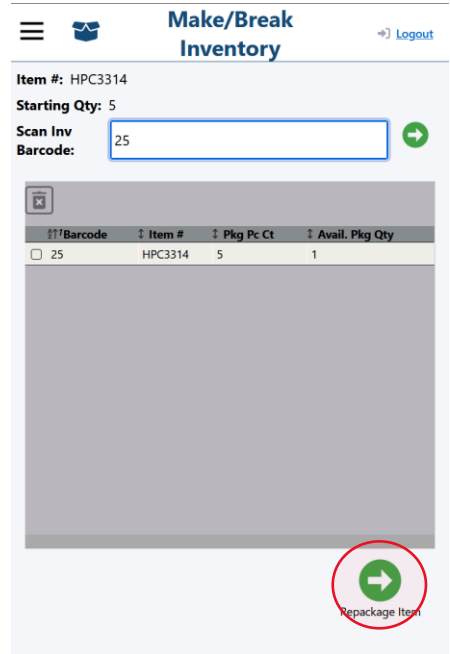 Make/Break
Inventory
Logout
Item #: HPC3314
Starting Qty: 5
Scan Inv
Barcode:
25
Barcode Item # Pkg Pc Ct Avail. Pkg Qty
25 HPC3314 5 1
Repackage Item